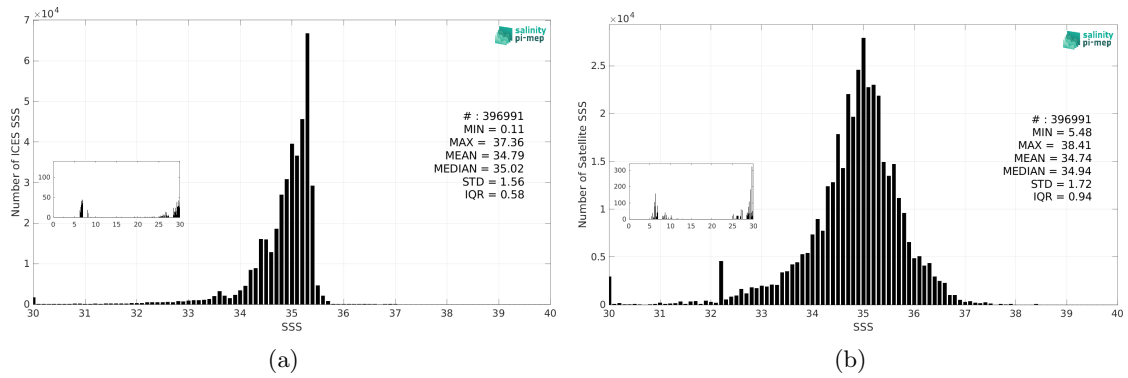 7 ×10⁴
6
5
4
3
2
1
0
Number of ICES SSS
salinity
pi-mep
# : 396991
MIN = 0.11
MAX = 37.36
MEAN = 34.79
MEDIAN = 35.02
STD = 1.56
IQR = 0.58
100
50
0
0 5 10 15 20 25 30
30 31 32 33 34 35 36 37 38 39 40
SSS
(a)
×10⁴
2.5
2
1.5
1
0.5
0
Number of Satellite SSS
salinity
pi-mep
# : 396991
MIN = 5.48
MAX = 38.41
MEAN = 34.74
MEDIAN = 34.94
STD = 1.72
IQR = 0.94
300
200
100
0
0 5 10 15 20 25 30
30 31 32 33 34 35 36 37 38 39 40
SSS
(b)